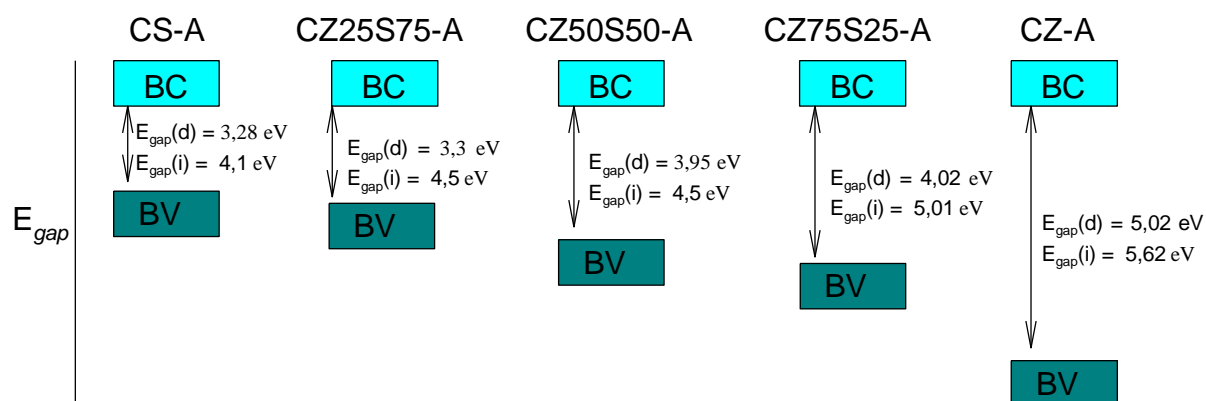 CS-A
CZ25S75-A
CZ50S50-A
CZ75S25-A
CZ-A
BC
BC
BC
BC
BC
E_gap(d) = 3,28 eV
E_gap(i) = 4,1 eV
E_gap(d) = 3,3 eV
E_gap(i) = 4,5 eV
E_gap(d) = 3,95 eV
E_gap(i) = 4,5 eV
E_gap(d) = 4,02 eV
E_gap(i) = 5,01 eV
E_gap(d) = 5,02 eV
E_gap(i) = 5,62 eV
E_gap
BV
BV
BV
BV
BV